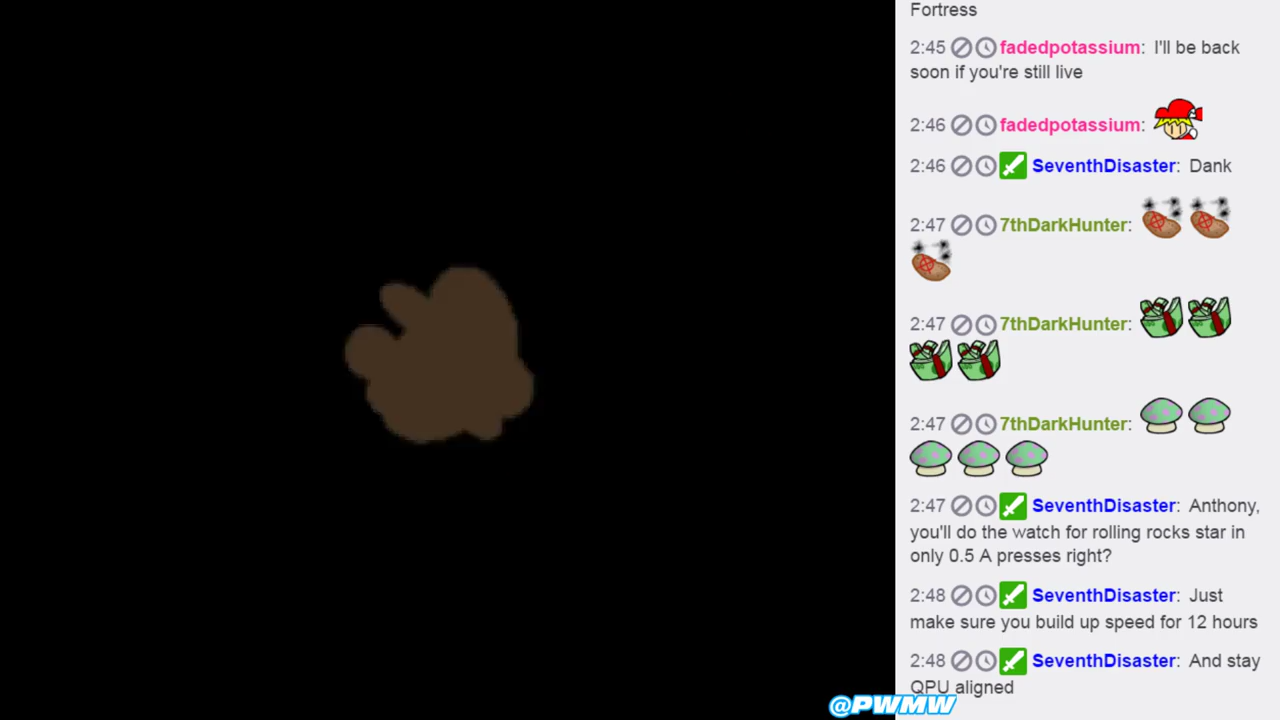 Fortress
2:45 fadedpotassium: I'll be back
soon if you're still live
2:46 fadedpotassium:
2:46 SeventhDisaster: Dank
2:47 7thDarkHunter:
2:47 7thDarkHunter:
2:47 7thDarkHunter:
2:47 SeventhDisaster: Anthony,
you'll do the watch for rolling rocks star in
only 0.5 A presses right?
2:48 SeventhDisaster: Just
make sure you build up speed for 12 hours
2:48 SeventhDisaster: And stay
QPU aligned
@PWMW